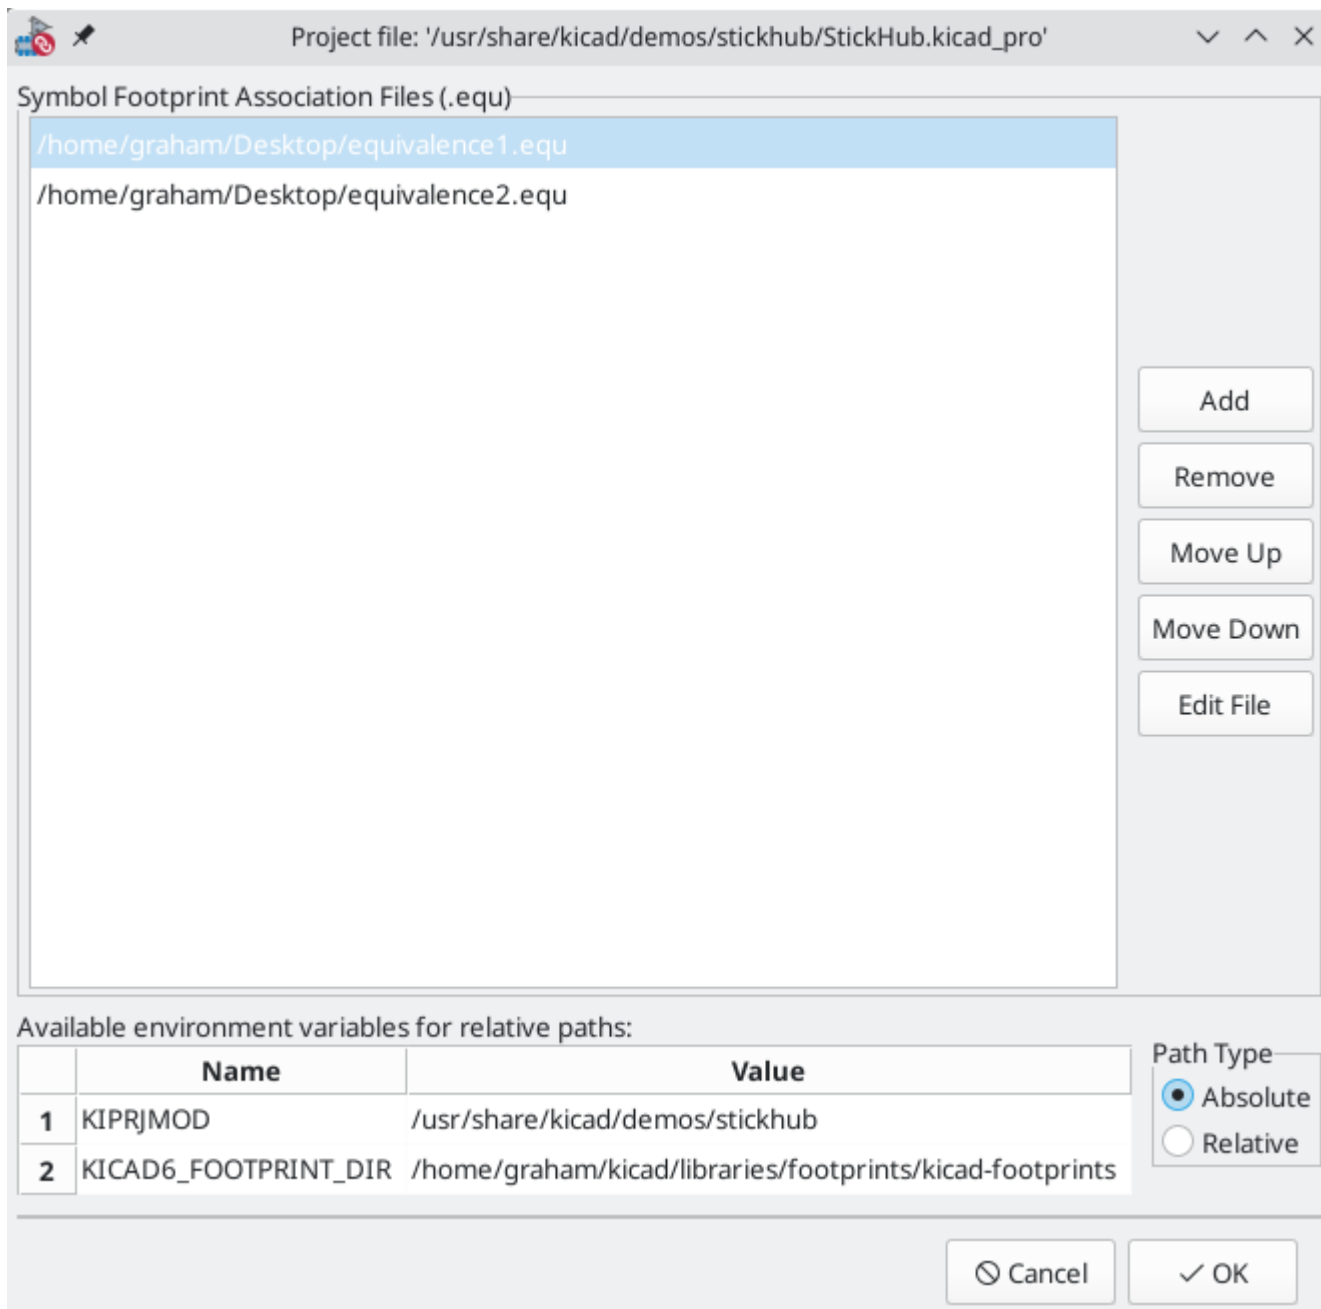 Project file: '/usr/share/kicad/demos/stickhub/StickHub.kicad_pro'
Symbol Footprint Association Files (.equ)
/home/graham/Desktop/equivalence1.equ
/home/graham/Desktop/equivalence2.equ
Add
Remove
Move Up
Move Down
Edit File
Available environment variables for relative paths:
Name Value
1 KIPRJMOD /usr/share/kicad/demos/stickhub
2 KICAD6_FOOTPRINT_DIR /home/graham/kicad/libraries/footprints/kicad-footprints
Path Type
Absolute
Relative
Cancel OK